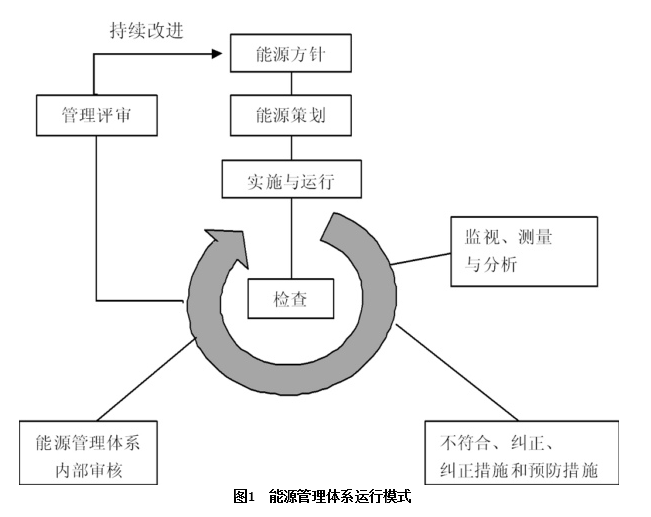 持续改进
能源方针
管理评审
能源策划
实施与运行
监视、测量
与分析
检查
能源管理体系
内部审核
不符合、纠正、
纠正措施和预防措施
图1 能源管理体系运行模式